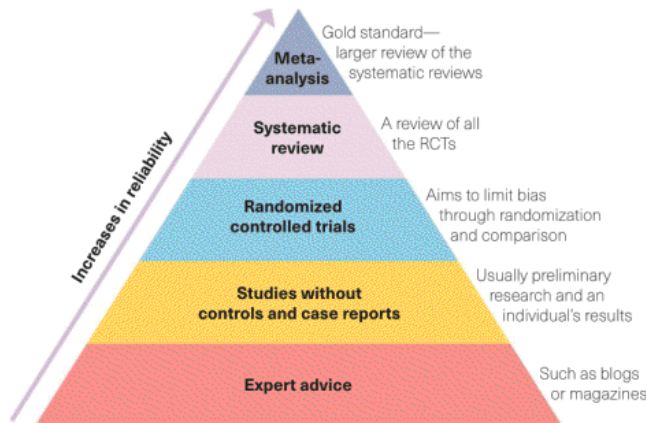 Gold standard—
larger review of the
systematic reviews
Meta-
analysis
Systematic
review
A review of all
the RCTs
Increases in reliability
Randomized
controlled trials
Aims to limit bias
through randomization
and comparison
Studies without
controls and case reports
Usually preliminary
research and an
individual's results
Expert advice
Such as blogs
or magazines